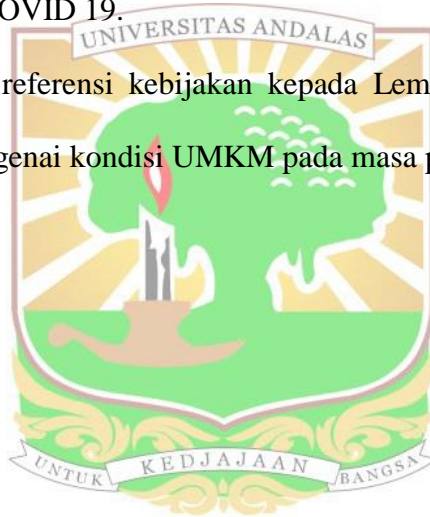 OVID 19.
UNIVERSITAS ANDALAS
referensi kebijakan kepada Lem
genai kondisi UMKM pada masa p
UNTUK KEDJAJAAN BANGSA